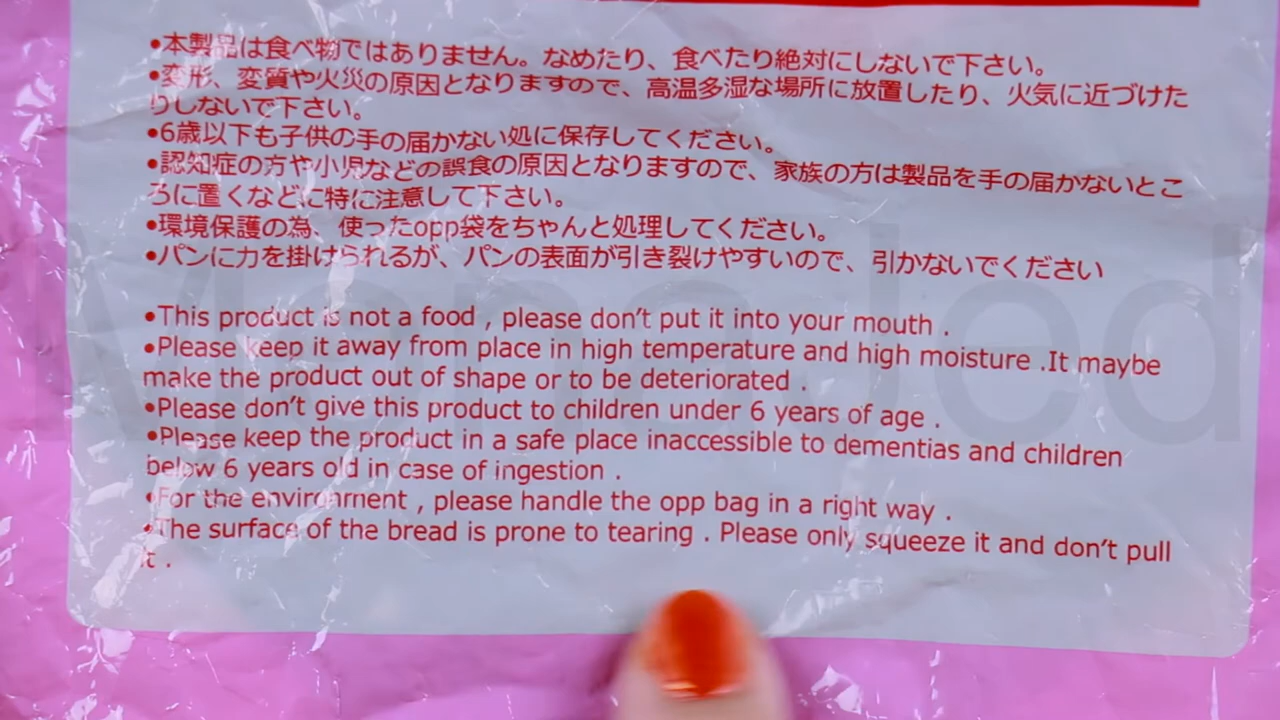 •本製品は食べ物ではありません。なめたり、食べたり絶対にしないで下さい。
•変形、変質や火災の原因となりますので、高温多湿な場所に放置したり、火気に近づけた
りしないで下さい。
•6歳以下も子供の手の届かない処に保存してください。
•認知症の方や小児などの誤食の原因となりますので、家族の方は製品を手の届かないとこ
ろに置くなどに特に注意して下さい。
•環境保護の為、使ったopp袋をちゃんと処理してください。
•パンに力を掛けられるが、パンの表面が引き裂けやすいので、引かないでください
•This product is not a food , please don't put it into your mouth .
•Please keep it away from place in high temperature and high moisture .It maybe
make the product out of shape or to be deteriorated .
•Please don't give this product to children under 6 years of age .
•Please keep the product in a safe place inaccessible to dementias and children
below 6 years old in case of ingestion .
•For the environment , please handle the opp bag in a right way .
•The surface of the bread is prone to tearing . Please only squeeze it and don't pull
it .